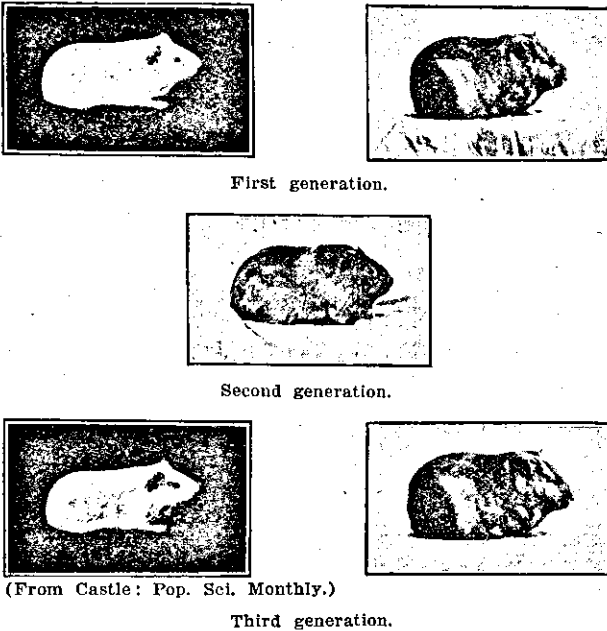 First generation.
Second generation.
(From Castle: Pop. Sci. Monthly.)
Third generation.